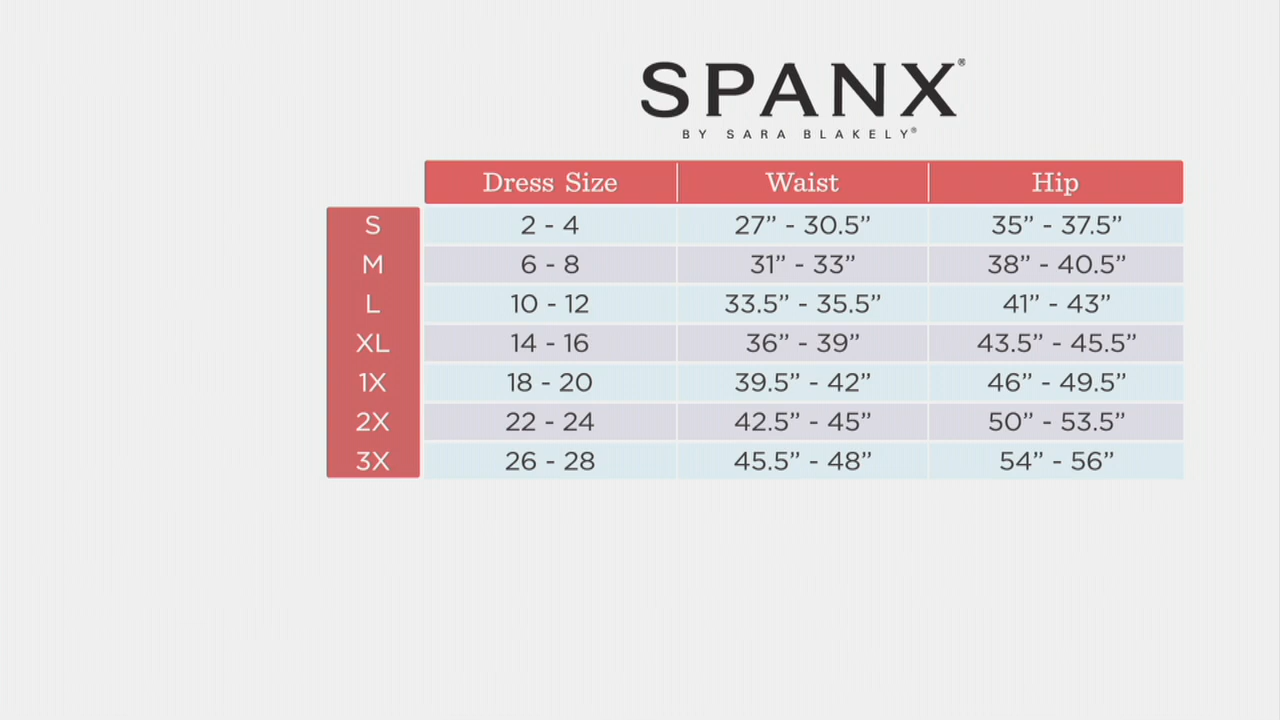 SPANX®
BY SARA BLAKELY®
Dress Size Waist Hip
S 2 - 4 27” - 30.5” 35” - 37.5”
M 6 - 8 31” - 33” 38” - 40.5”
L 10 - 12 33.5” - 35.5” 41” - 43”
XL 14 - 16 36” - 39” 43.5” - 45.5”
1X 18 - 20 39.5” - 42” 46” - 49.5”
2X 22 - 24 42.5” - 45” 50” - 53.5”
3X 26 - 28 45.5” - 48” 54” - 56”